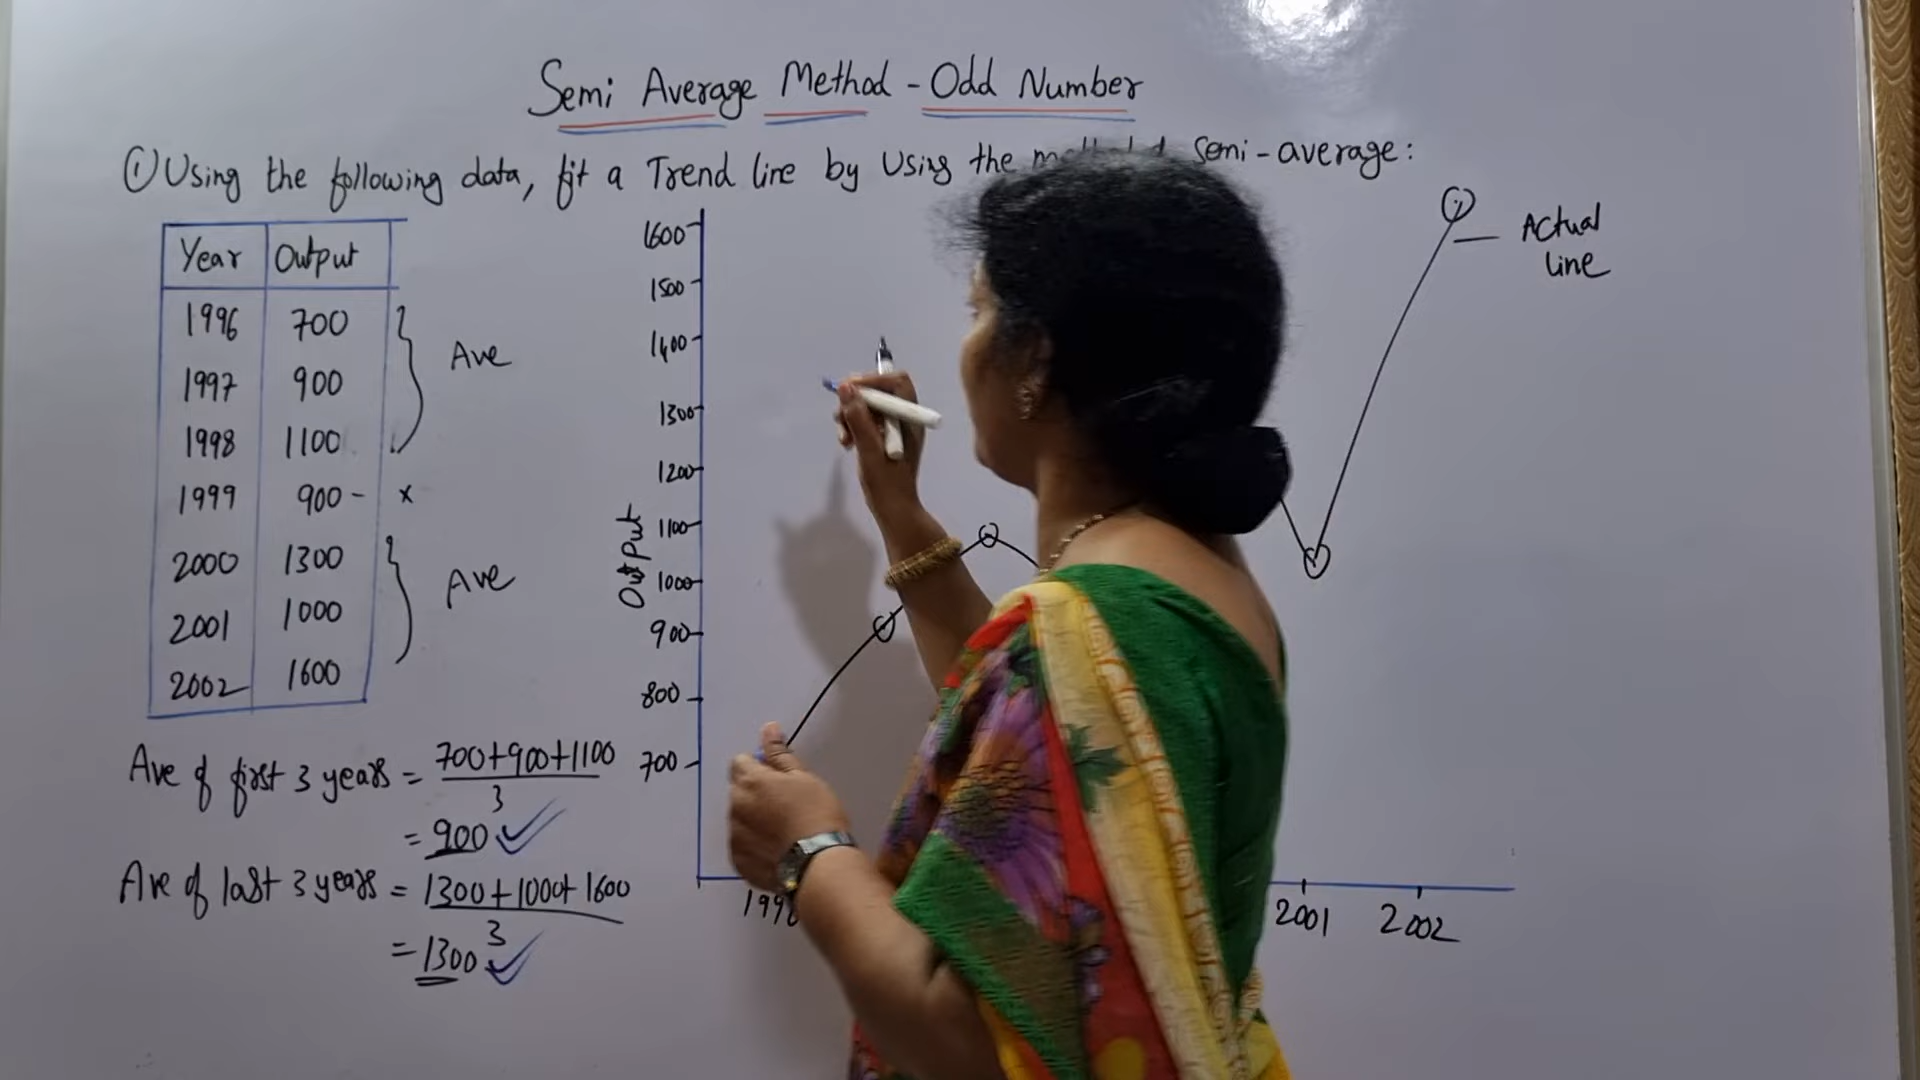 Semi Average Method - Odd Number
① Using the following data, fit a Trend line by Using the semi-average:
Year Output
1996 700
1997 900
1998 1100
Ave
1999 900 - x
2000 1300
2001 1000
2002 1600
Ave
Ave of first 3 years = 700+900+1100
3
= 900 ✓
Ave of last 3 years = 1300+1000+1600
3
= 1300 ✓
Output
1600
1500
1400
1300
1200
1100
1000
900
800
700
2001 2002
Actual
line